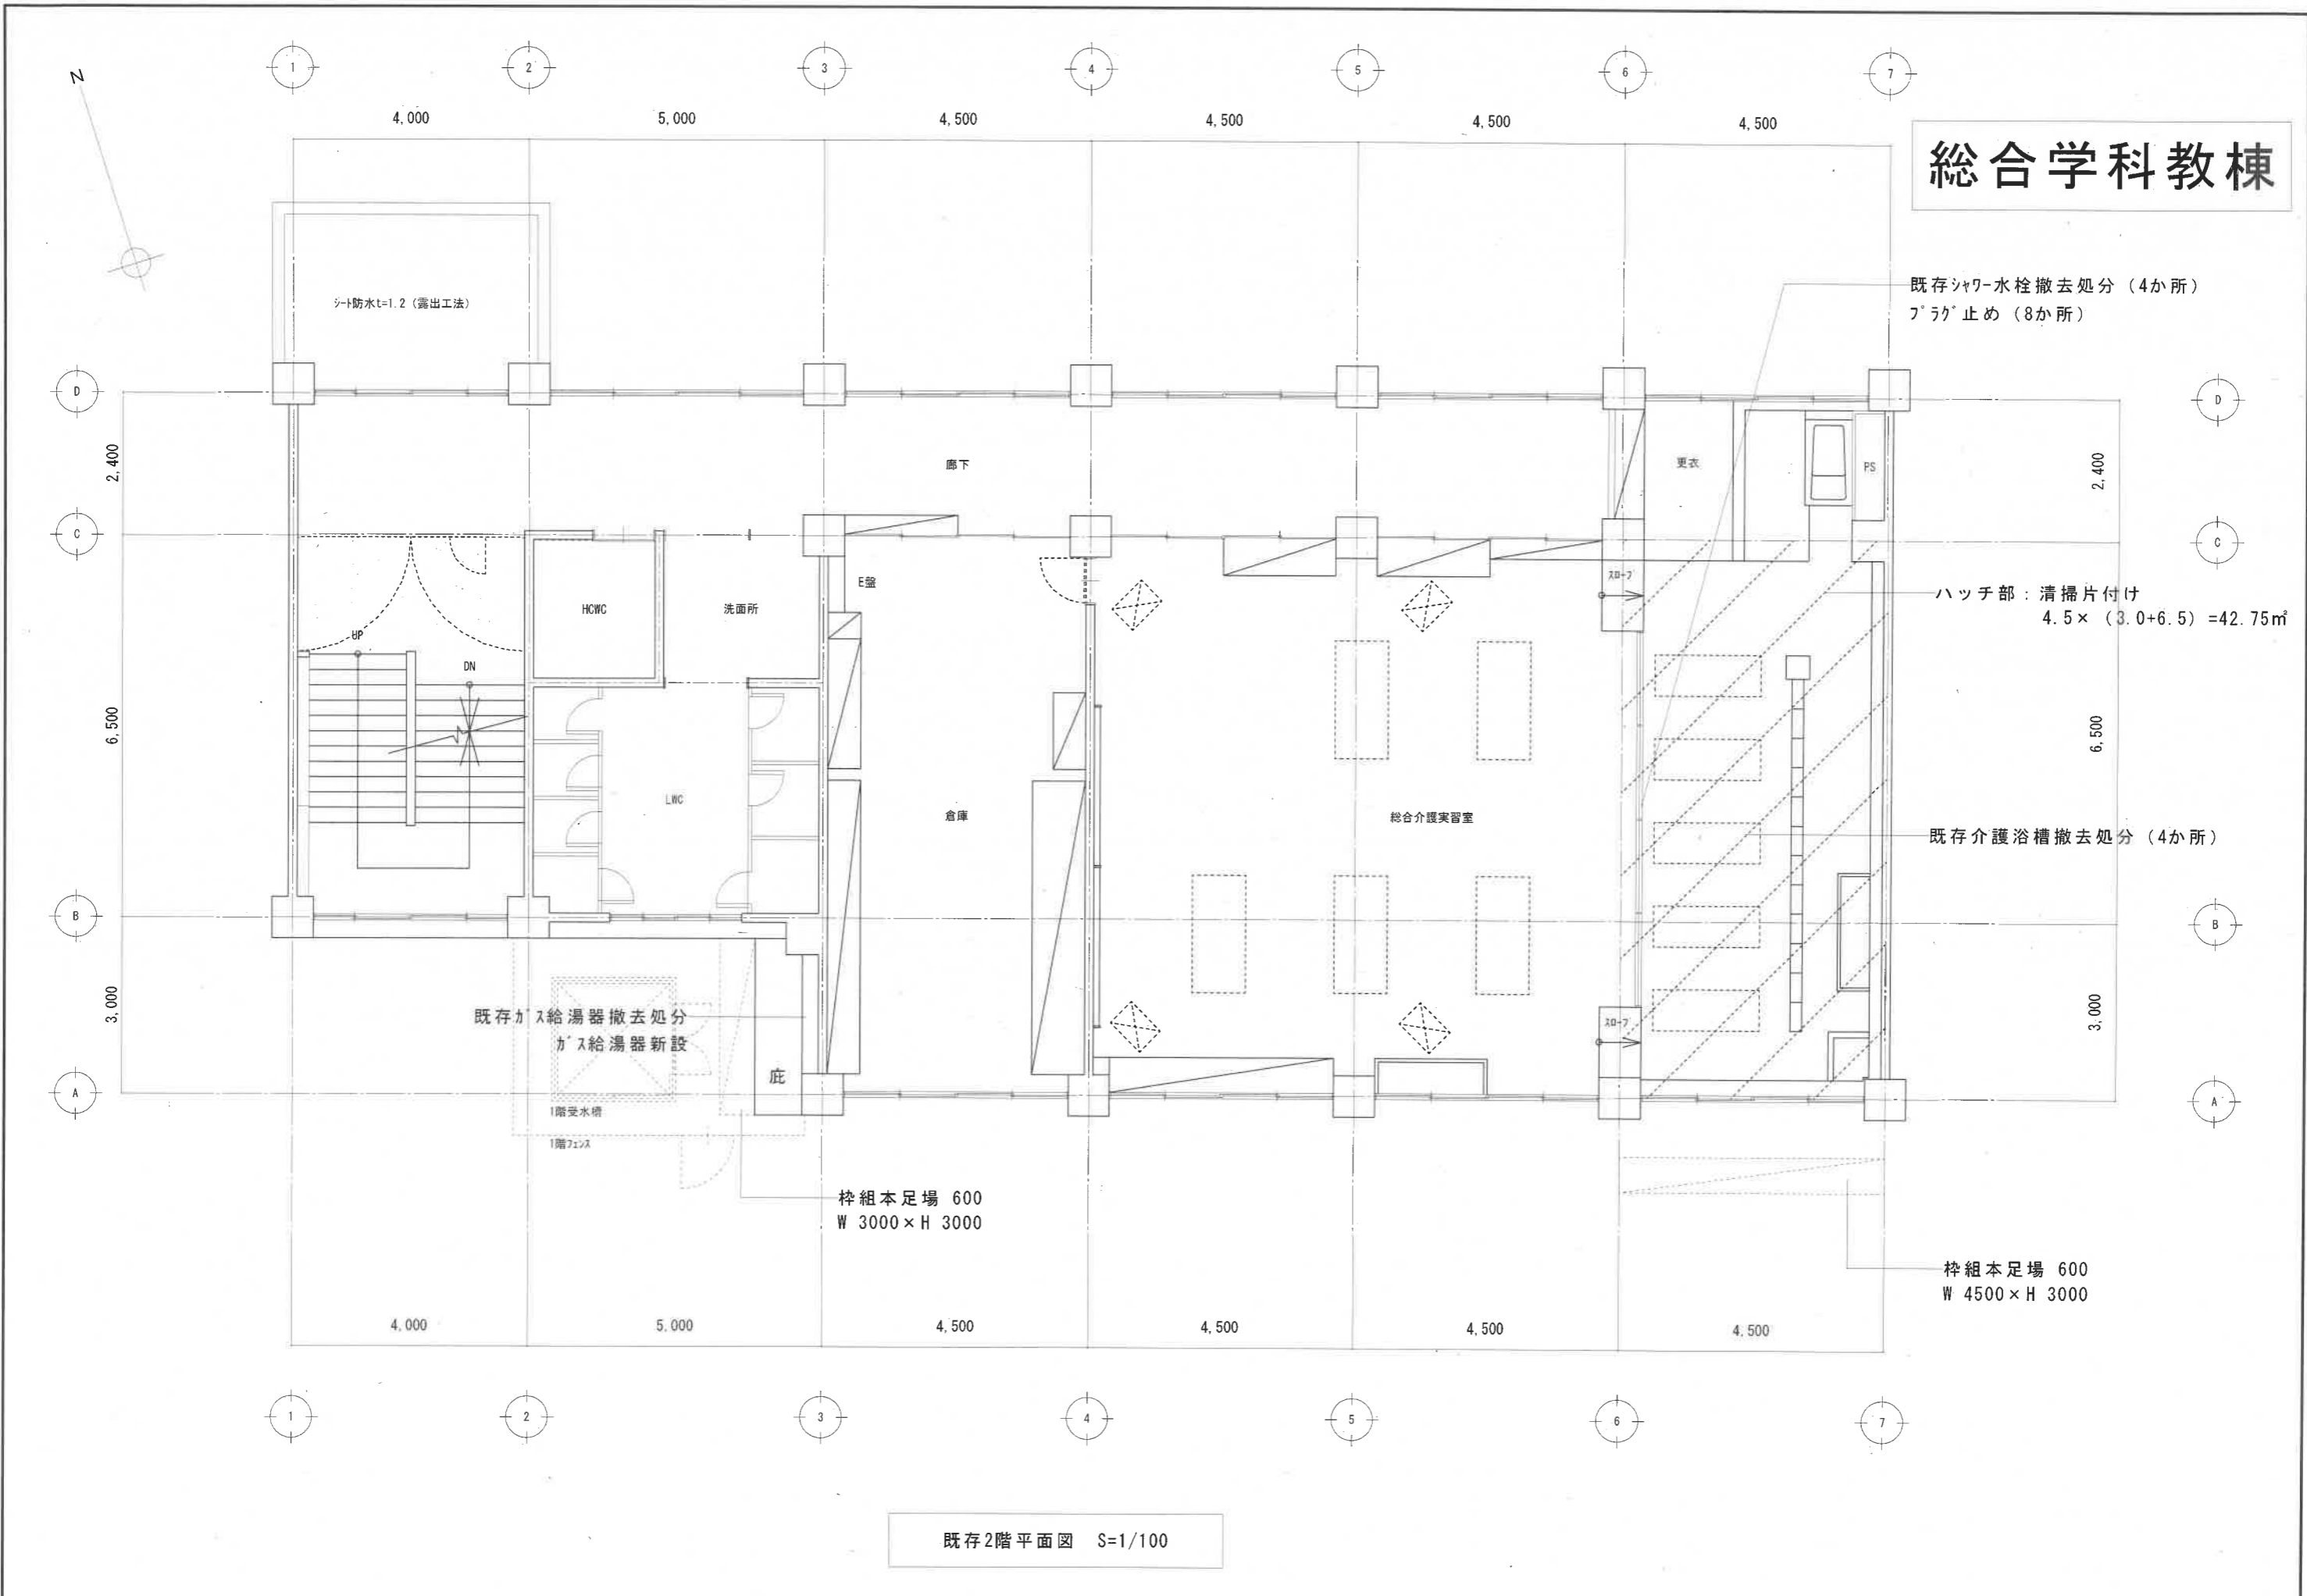 N
1 2 3 4 5 6 7
4,000 5,000 4,500 4,500 4,500 4,500
総合学科教棟
既存シャワー水栓撤去処分（4か所）
プラグ止め（8か所）
シート防水t=1.2（露出工法）
D D
2,400 廊下 更衣 PS 2,400
C C
E盤 スロープ
HCWC 洗面所
ハッチ部：清掃片付け
4.5×（3.0+6.5）=42.75㎡
UP
DN
6,500 6,500
LWC 倉庫 総合介護実習室
既存介護浴槽撤去処分（4か所）
B B
3,000 3,000
既存ガス給湯器撤去処分
ガス給湯器新設
スロープ
庇
A A
1階受水槽
1階フェンス
枠組本足場 600
W 3000×H 3000
枠組本足場 600
W 4500×H 3000
4,000 5,000 4,500 4,500 4,500 4,500
1 2 3 4 5 6 7
既存2階平面図 S=1/100